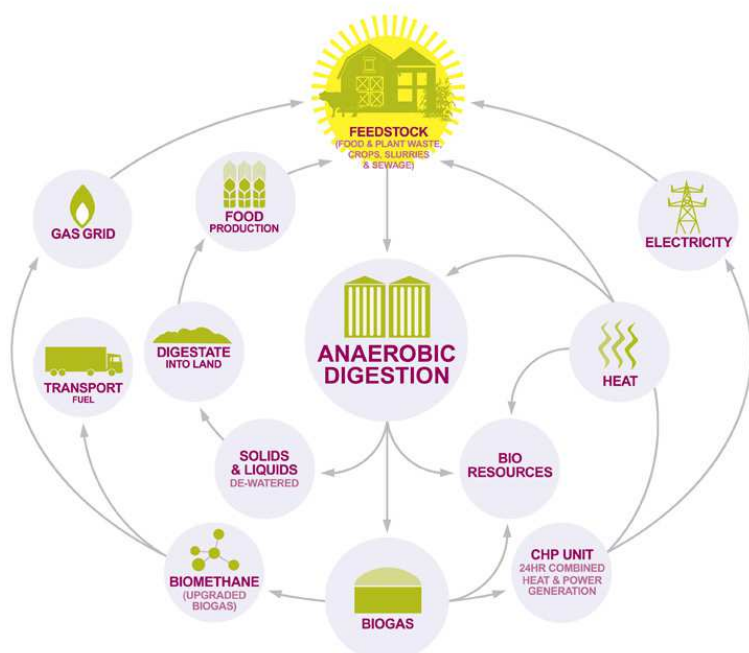 FEEDSTOCK
(FOOD & PLANT WASTE,
CROPS, SLURRIES
& SEWAGE)
FOOD
PRODUCTION
GAS GRID
ELECTRICITY
DIGESTATE
INTO LAND
ANAEROBIC
DIGESTION
HEAT
TRANSPORT
FUEL
SOLIDS
& LIQUIDS
DE-WATERED
BIO
RESOURCES
BIOMETHANE
(UPGRADED
BIOGAS)
BIOGAS
CHP UNIT
24HR COMBINED
HEAT & POWER
GENERATION